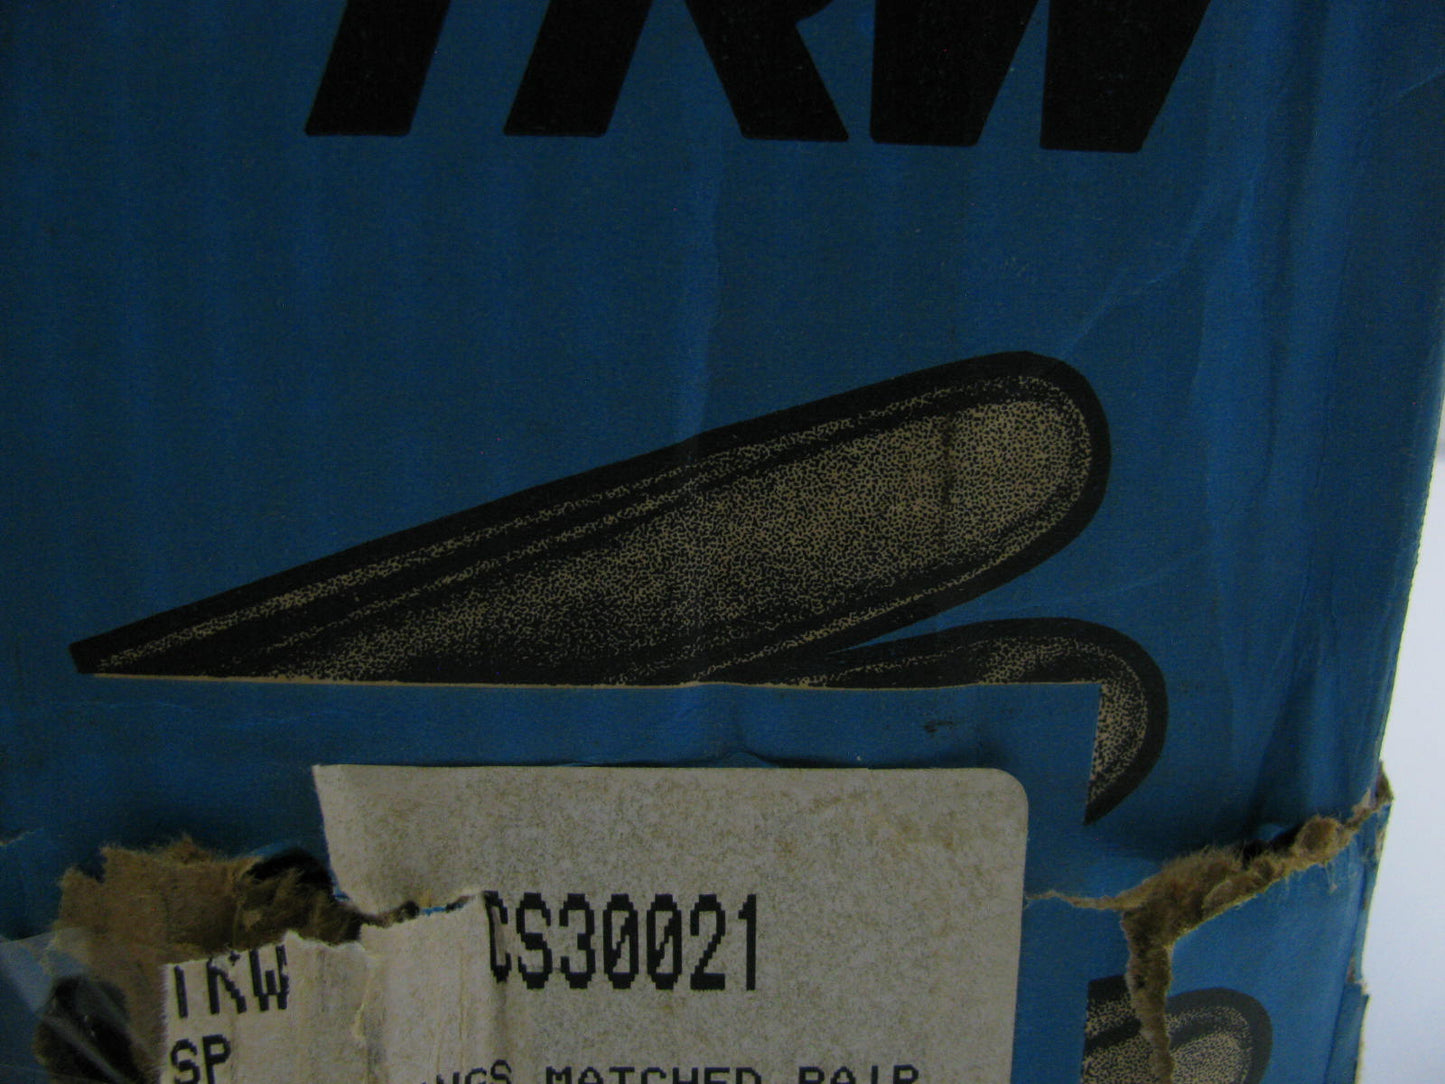 TRW
CS30021
TRW
SP
NGS MATCHED PAIR